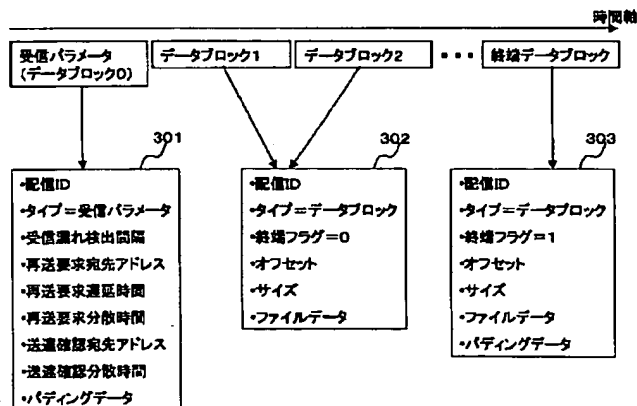 時間軸
受信パラメータ
(データブロック0)
データブロック1
データブロック2
・・・
終端データブロック
301
・配信ID
・タイプ=受信パラメータ
・受信漏れ検出間隔
・再送要求宛先アドレス
・再送要求遅延時間
・再送要求分散時間
・送達確認宛先アドレス
・送達確認分散時間
・パディングデータ
302
・配信ID
・タイプ=データブロック
・終端フラグ=0
・オフセット
・サイズ
・ファイルデータ
303
・配信ID
・タイプ=データブロック
・終端フラグ=1
・オフセット
・サイズ
・ファイルデータ
・パディングデータ